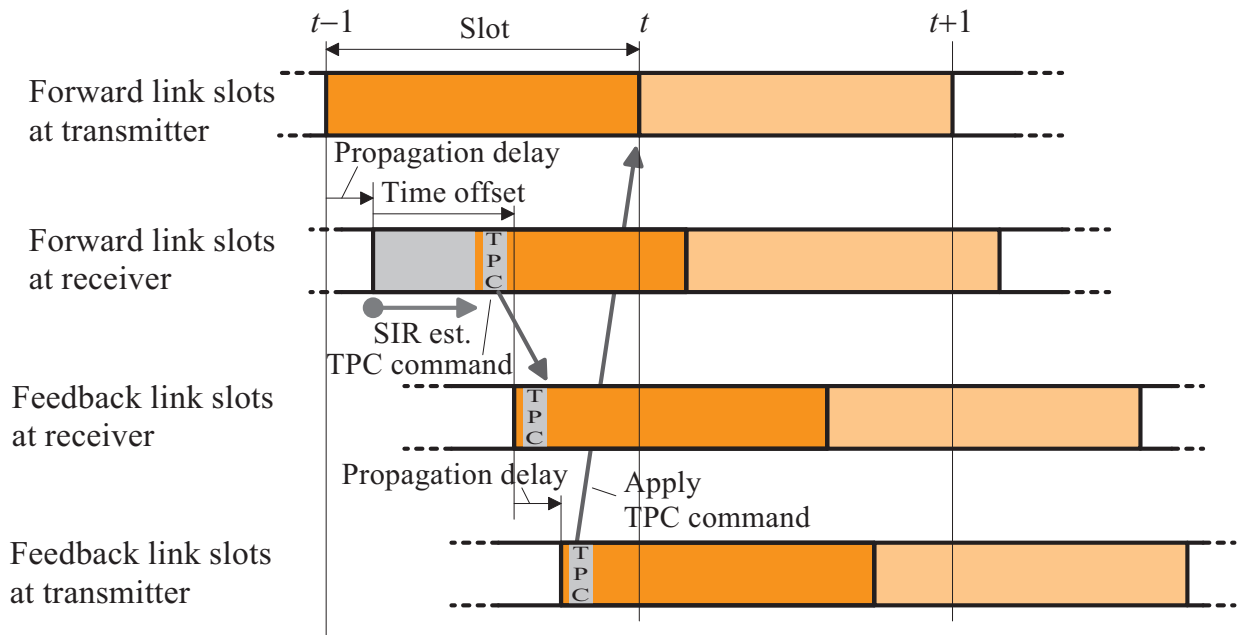 t−1
t
t+1
Slot
Forward link slots
at transmitter
Propagation delay
Time offset
Forward link slots
at receiver
T
P
C
SIR est.
TPC command
Feedback link slots
at receiver
T
P
C
Propagation delay
Apply
TPC command
Feedback link slots
at transmitter
T
P
C